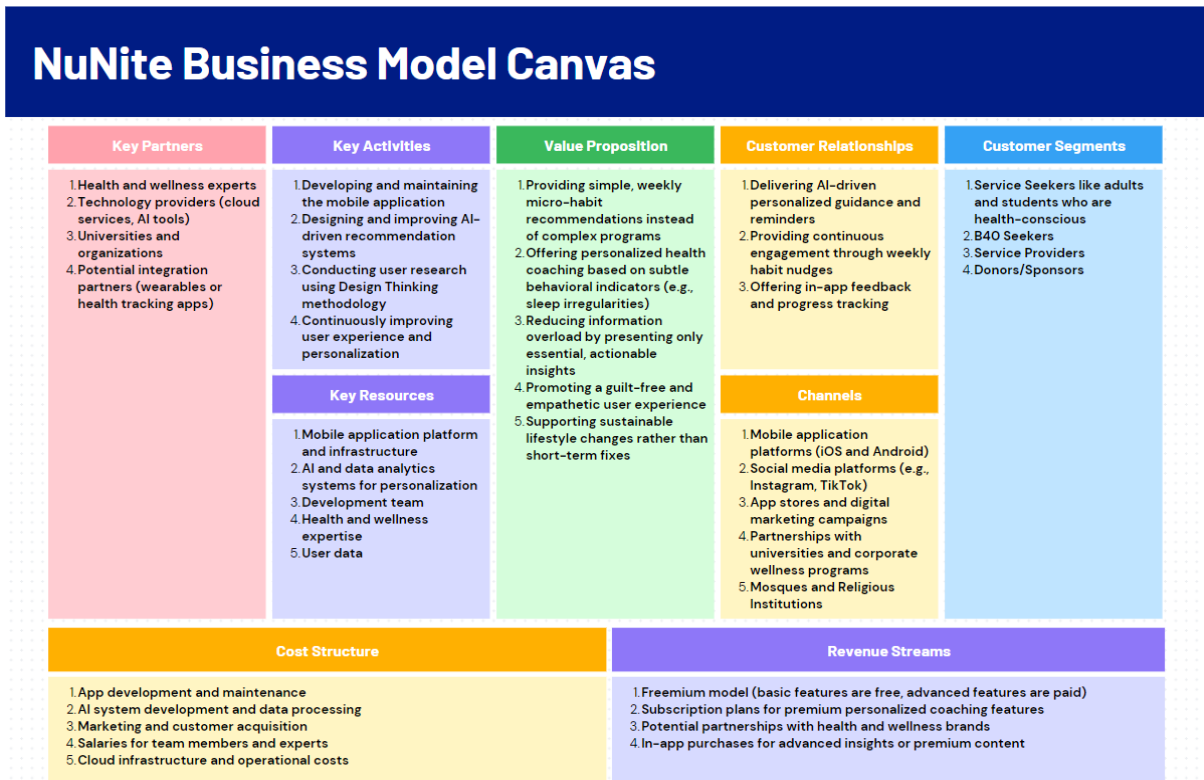 NuNite Business Model Canvas
Key Partners
1. Health and wellness experts
2. Technology providers (cloud
services, AI tools)
3. Universities and
organizations
4. Potential integration
partners (wearables or
health tracking apps)
Key Activities
1. Developing and maintaining
the mobile application
2. Designing and improving AI-
driven recommendation
systems
3. Conducting user research
using Design Thinking
methodology
4. Continuously improving
user experience and
personalization
Key Resources
1. Mobile application platform
and infrastructure
2. AI and data analytics
systems for personalization
3. Development team
4. Health and wellness
expertise
5. User data
Value Proposition
1. Providing simple, weekly
micro-habit
recommendations instead
of complex programs
2. Offering personalized health
coaching based on subtle
behavioral indicators (e.g.,
sleep irregularities)
3. Reducing information
overload by presenting only
essential, actionable
insights
4. Promoting a guilt-free and
empathetic user experience
5. Supporting sustainable
lifestyle changes rather than
short-term fixes
Customer Relationships
1. Delivering AI-driven
personalized guidance and
reminders
2. Providing continuous
engagement through weekly
habit nudges
3. Offering in-app feedback
and progress tracking
Channels
1. Mobile application
platforms (iOS and Android)
2. Social media platforms (e.g.,
Instagram, TikTok)
3. App stores and digital
marketing campaigns
4. Partnerships with
universities and corporate
wellness programs
5. Mosques and Religious
Institutions
Customer Segments
1. Service Seekers like adults
and students who are
health-conscious
2. B40 Seekers
3. Service Providers
4. Donors/Sponsors
Cost Structure
1. App development and maintenance
2. AI system development and data processing
3. Marketing and customer acquisition
4. Salaries for team members and experts
5. Cloud infrastructure and operational costs
Revenue Streams
1. Freemium model (basic features are free, advanced features are paid)
2. Subscription plans for premium personalized coaching features
3. Potential partnerships with health and wellness brands
4. In-app purchases for advanced insights or premium content